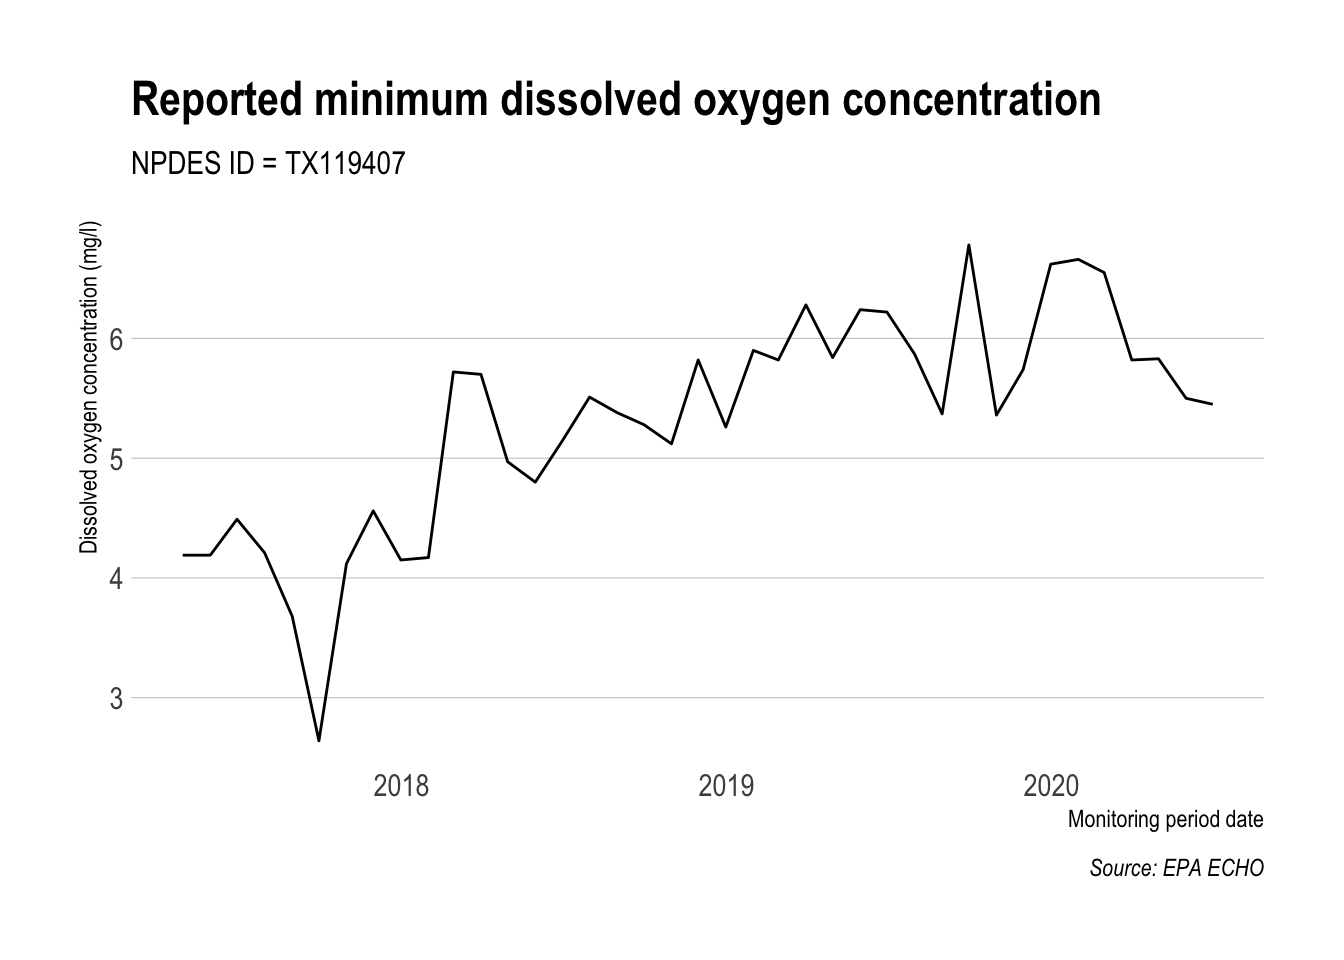 Reported minimum dissolved oxygen concentration
NPDES ID = TX119407
Dissolved oxygen concentration (mg/l)
6
5
4
3
2018
2019
2020
Monitoring period date
Source: EPA ECHO